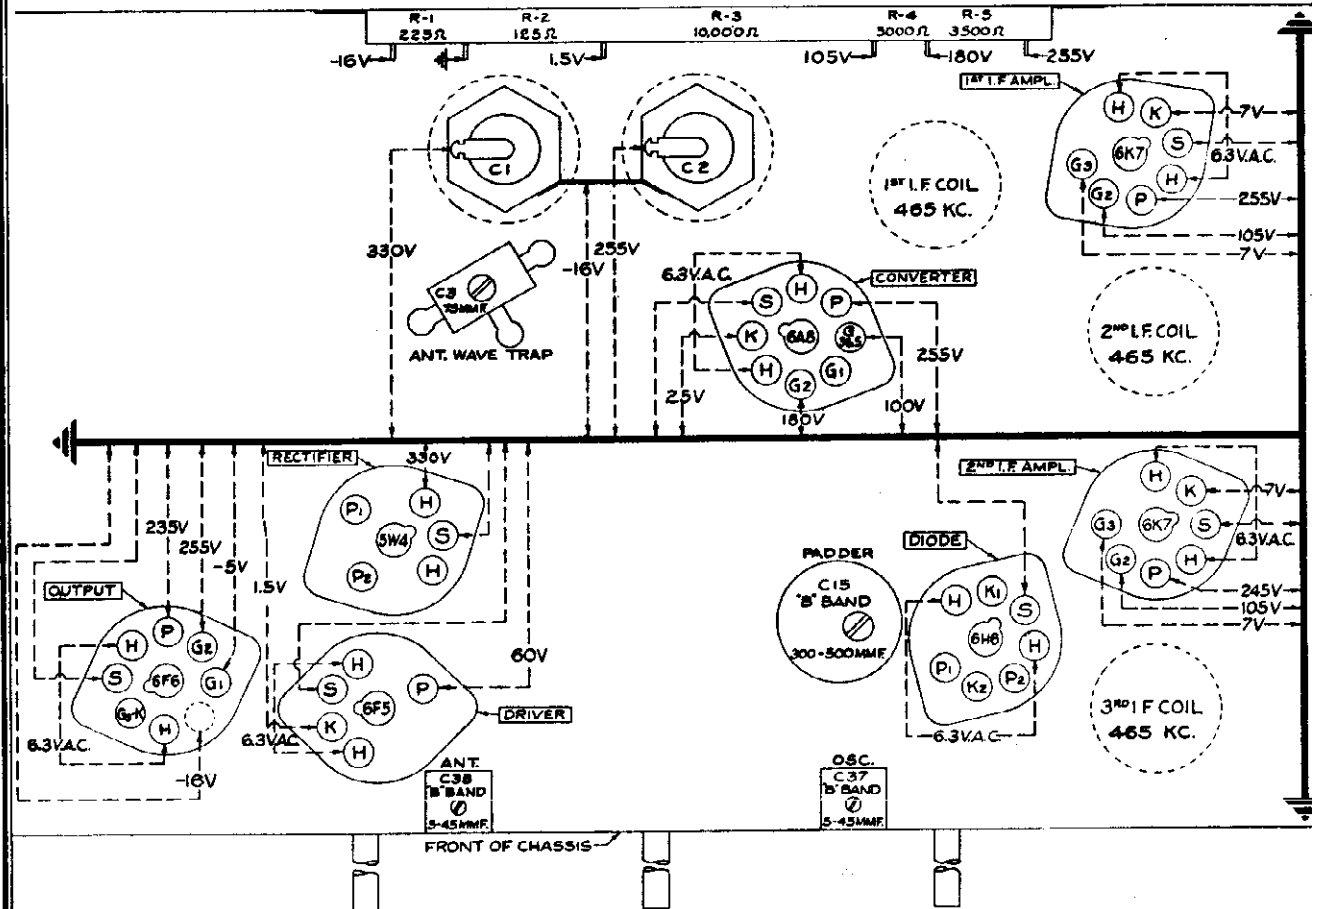 R-1 R-2 R-3 R-4 R-5
225Ω 125Ω 10,000Ω 3000Ω 3500Ω
-16V 1.5V 105V 180V 255V
1ST I.F. AMPL.
H K 7V
S
6K7
6.3V.A.C.
G3 H
G2 P 255V
105V
7V
C1 C2
1ST I.F. COIL
465 KC.
330V 255V -16V
C3
75MMF.
ANT. WAVE TRAP
6.3V.A.C.
CONVERTER
H
S P
K 6A8 G 3&5
H G1
G2
25V 180V 100V 255V
2ND I.F. COIL
465 KC.
RECTIFIER
330V
P1 H
5W4 S
P2 H
235V 255V -5V 1.5V
OUTPUT
P
H G2
S 6F6 G1
G3-K
H
6.3V.A.C.
-16V
60V
H
S P
6F5
K
H
6.3V.A.C.
DRIVER
PADDER
C15
"B" BAND
300-500MMF.
DIODE
H K1
S
6H6 H
P1 K2 P2
6.3V.A.C.
2ND I.F. AMPL.
H
K 7V
G3 6K7 S
6.3V.A.C.
G2 P H
245V
105V
7V
3RD I F COIL
465 KC.
ANT.
C38
"B" BAND
5-45MMF.
OSC.
C37
"B" BAND
5-45MMF.
FRONT OF CHASSIS